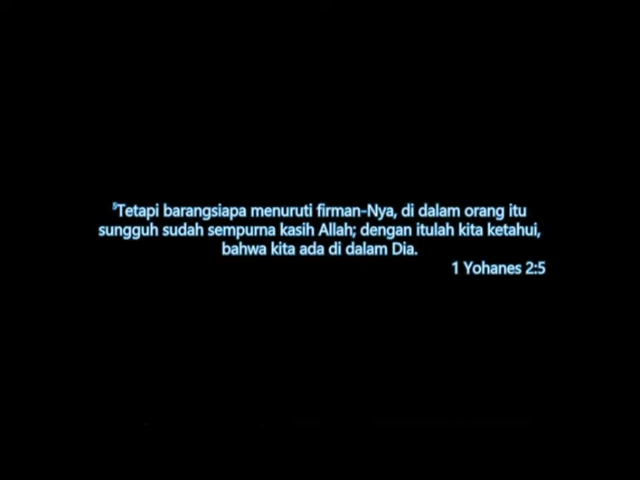 ⁵Tetapi barangsiapa menuruti firman-Nya, di dalam orang itu
sungguh sudah sempurna kasih Allah; dengan itulah kita ketahui,
bahwa kita ada di dalam Dia.
1 Yohanes 2:5